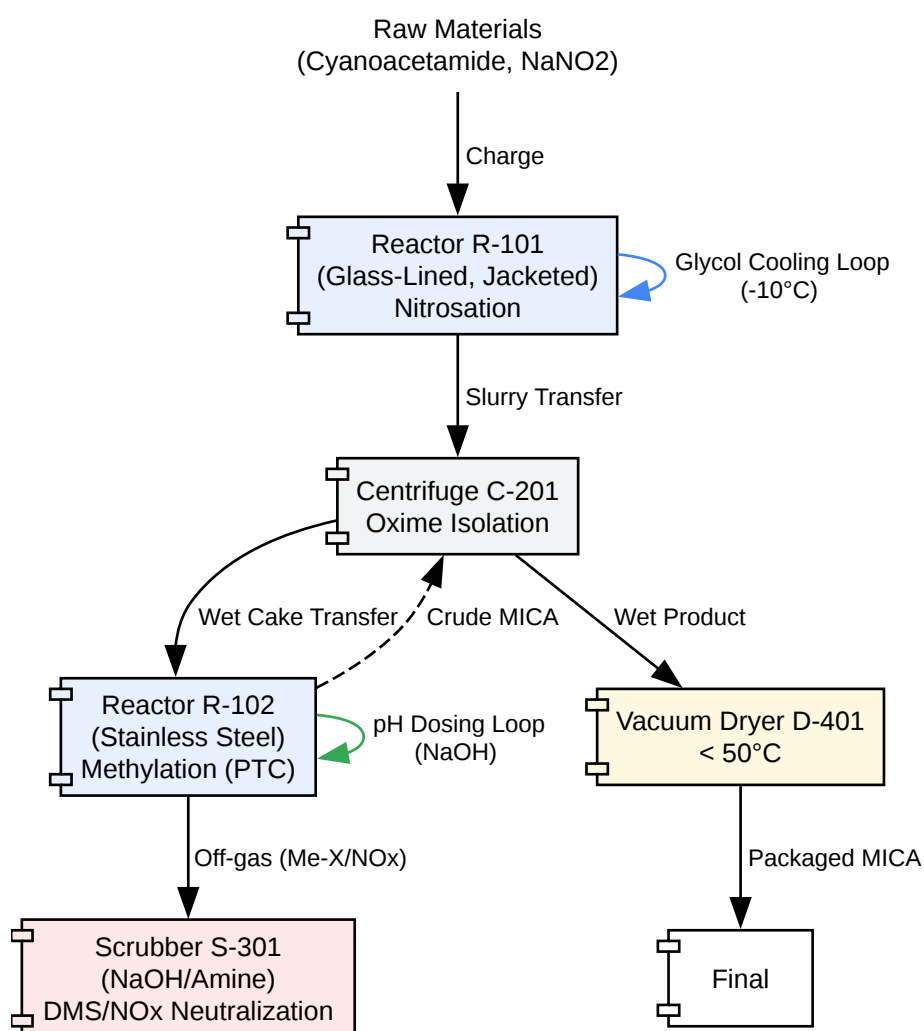 Raw Materials
(Cyanoacetamide, NaNO2)
Charge
Reactor R-101
(Glass-Lined, Jacketed)
Nitrosation
Glycol Cooling Loop
(-10°C)
Slurry Transfer
Centrifuge C-201
Oxime Isolation
Wet Cake Transfer
Crude MICA
Wet Product
Reactor R-102
(Stainless Steel)
Methylation (PTC)
pH Dosing Loop
(NaOH)
Vacuum Dryer D-401
< 50°C
Off-gas (Me-X/NOx)
Packaged MICA
Scrubber S-301
(NaOH/Amine)
DMS/NOx Neutralization
Final